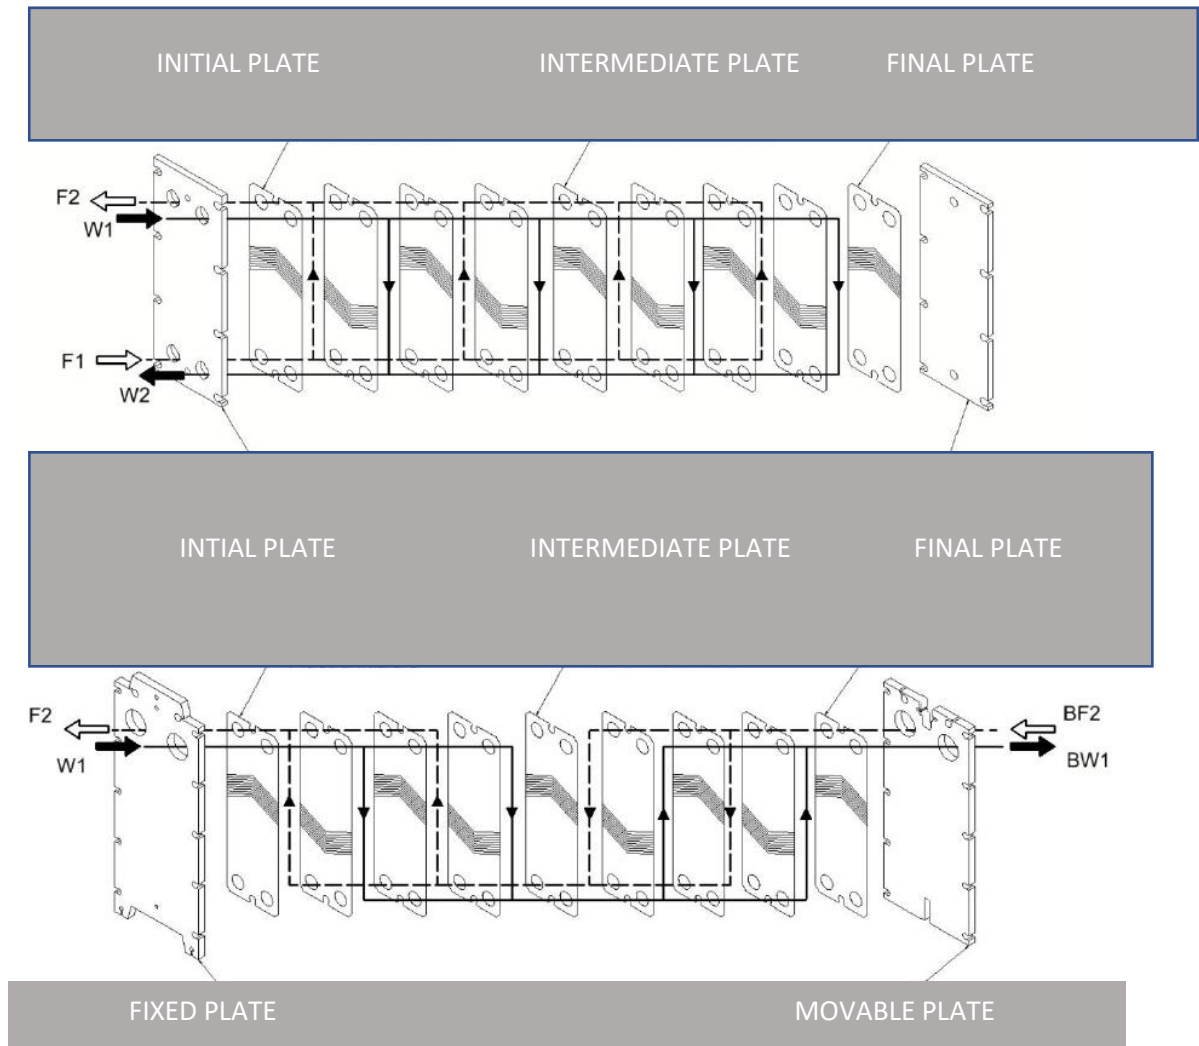 INITIAL PLATE INTERMEDIATE PLATE FINAL PLATE
F2
W1
F1
W2
INTIAL PLATE INTERMEDIATE PLATE FINAL PLATE
F2 BF2
W1 BW1
FIXED PLATE MOVABLE PLATE